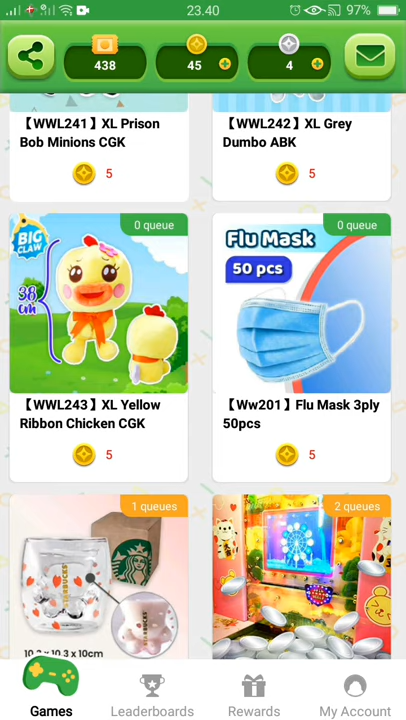 23.40
97%
438
45
4
【WWL241】XL Prison
Bob Minions CGK
5
【WWL242】XL Grey
Dumbo ABK
5
0 queue
BIG
CLAW
38
cm
【WWL243】XL Yellow
Ribbon Chicken CGK
5
0 queue
Flu Mask
50 pcs
【Ww201】Flu Mask 3ply
50pcs
5
1 queues
STARBUCKS
2 queues
Games
Leaderboards
Rewards
My Account